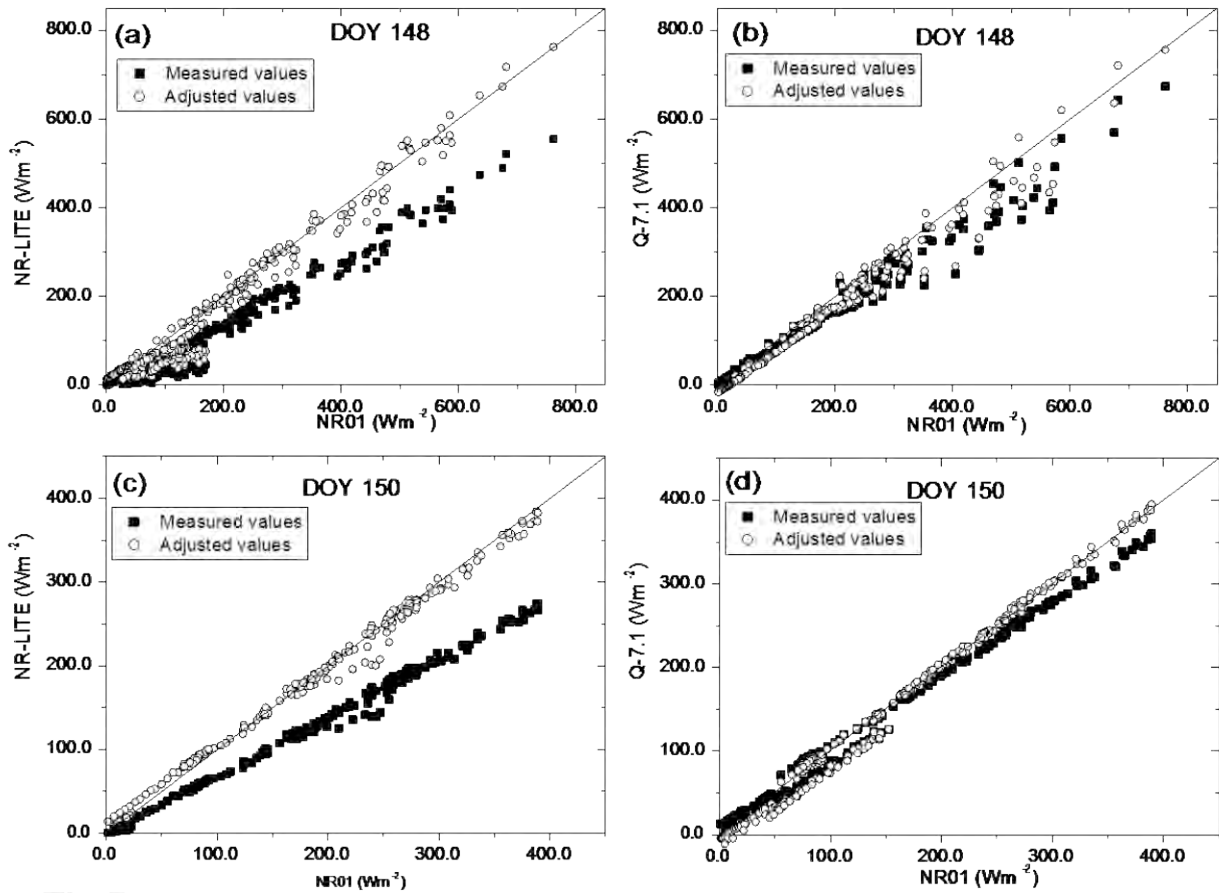 (a) DOY 148
Measured values
Adjusted values
NR-LITE (Wm-2)
800.0
600.0
400.0
200.0
0.0
0.0 200.0 400.0 600.0 800.0
NR01 (Wm-2)
(b) DOY 148
Measured values
Adjusted values
Q-7.1 (Wm-2)
800.0
600.0
400.0
200.0
0.0
0.0 200.0 400.0 600.0 800.0
NR01 (Wm-2)
(c) DOY 150
Measured values
Adjusted values
NR-LITE (Wm-2)
400.0
300.0
200.0
100.0
0.0
0.0 100.0 200.0 300.0 400.0
NR01 (Wm-2)
(d) DOY 150
Measured values
Adjusted values
Q-7.1 (Wm-2)
400.0
300.0
200.0
100.0
0.0
0.0 100.0 200.0 300.0 400.0
NR01 (Wm-2)